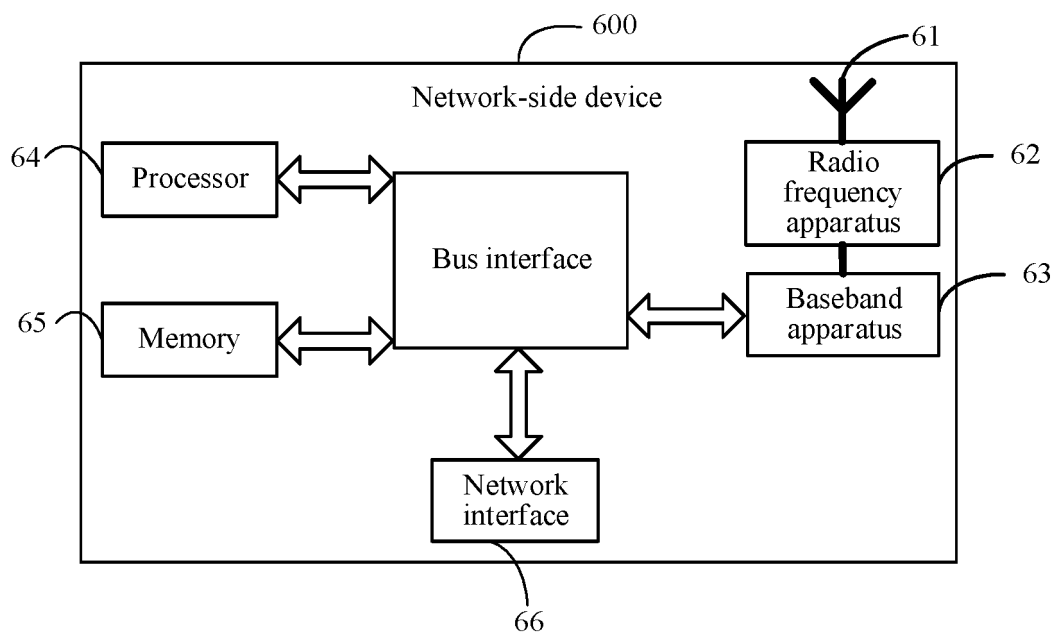 600
61
Network-side device
64
Processor
Radio
frequency
apparatus
62
Bus interface
65
Memory
Baseband
apparatus
63
Network
interface
66